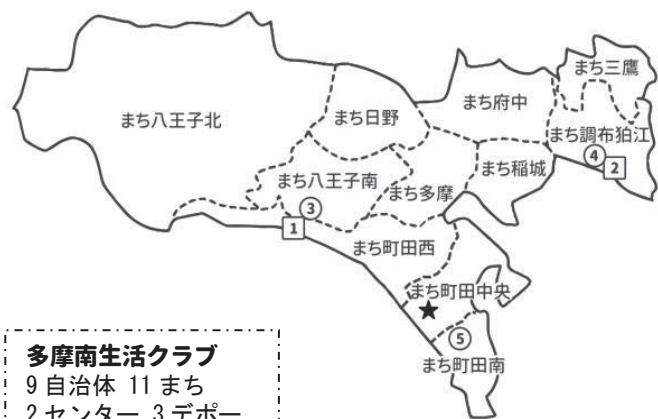 まち三鷹
まち府中
まち日野
まち八王子北
まち調布狛江
④
2
まち稲城
まち多摩
まち八王子南
③
1
まち町田西
まち町田中央
★
⑤
まち町田南
多摩南生活クラブ
9 自治体 11 まち
2 センター 3 デポー